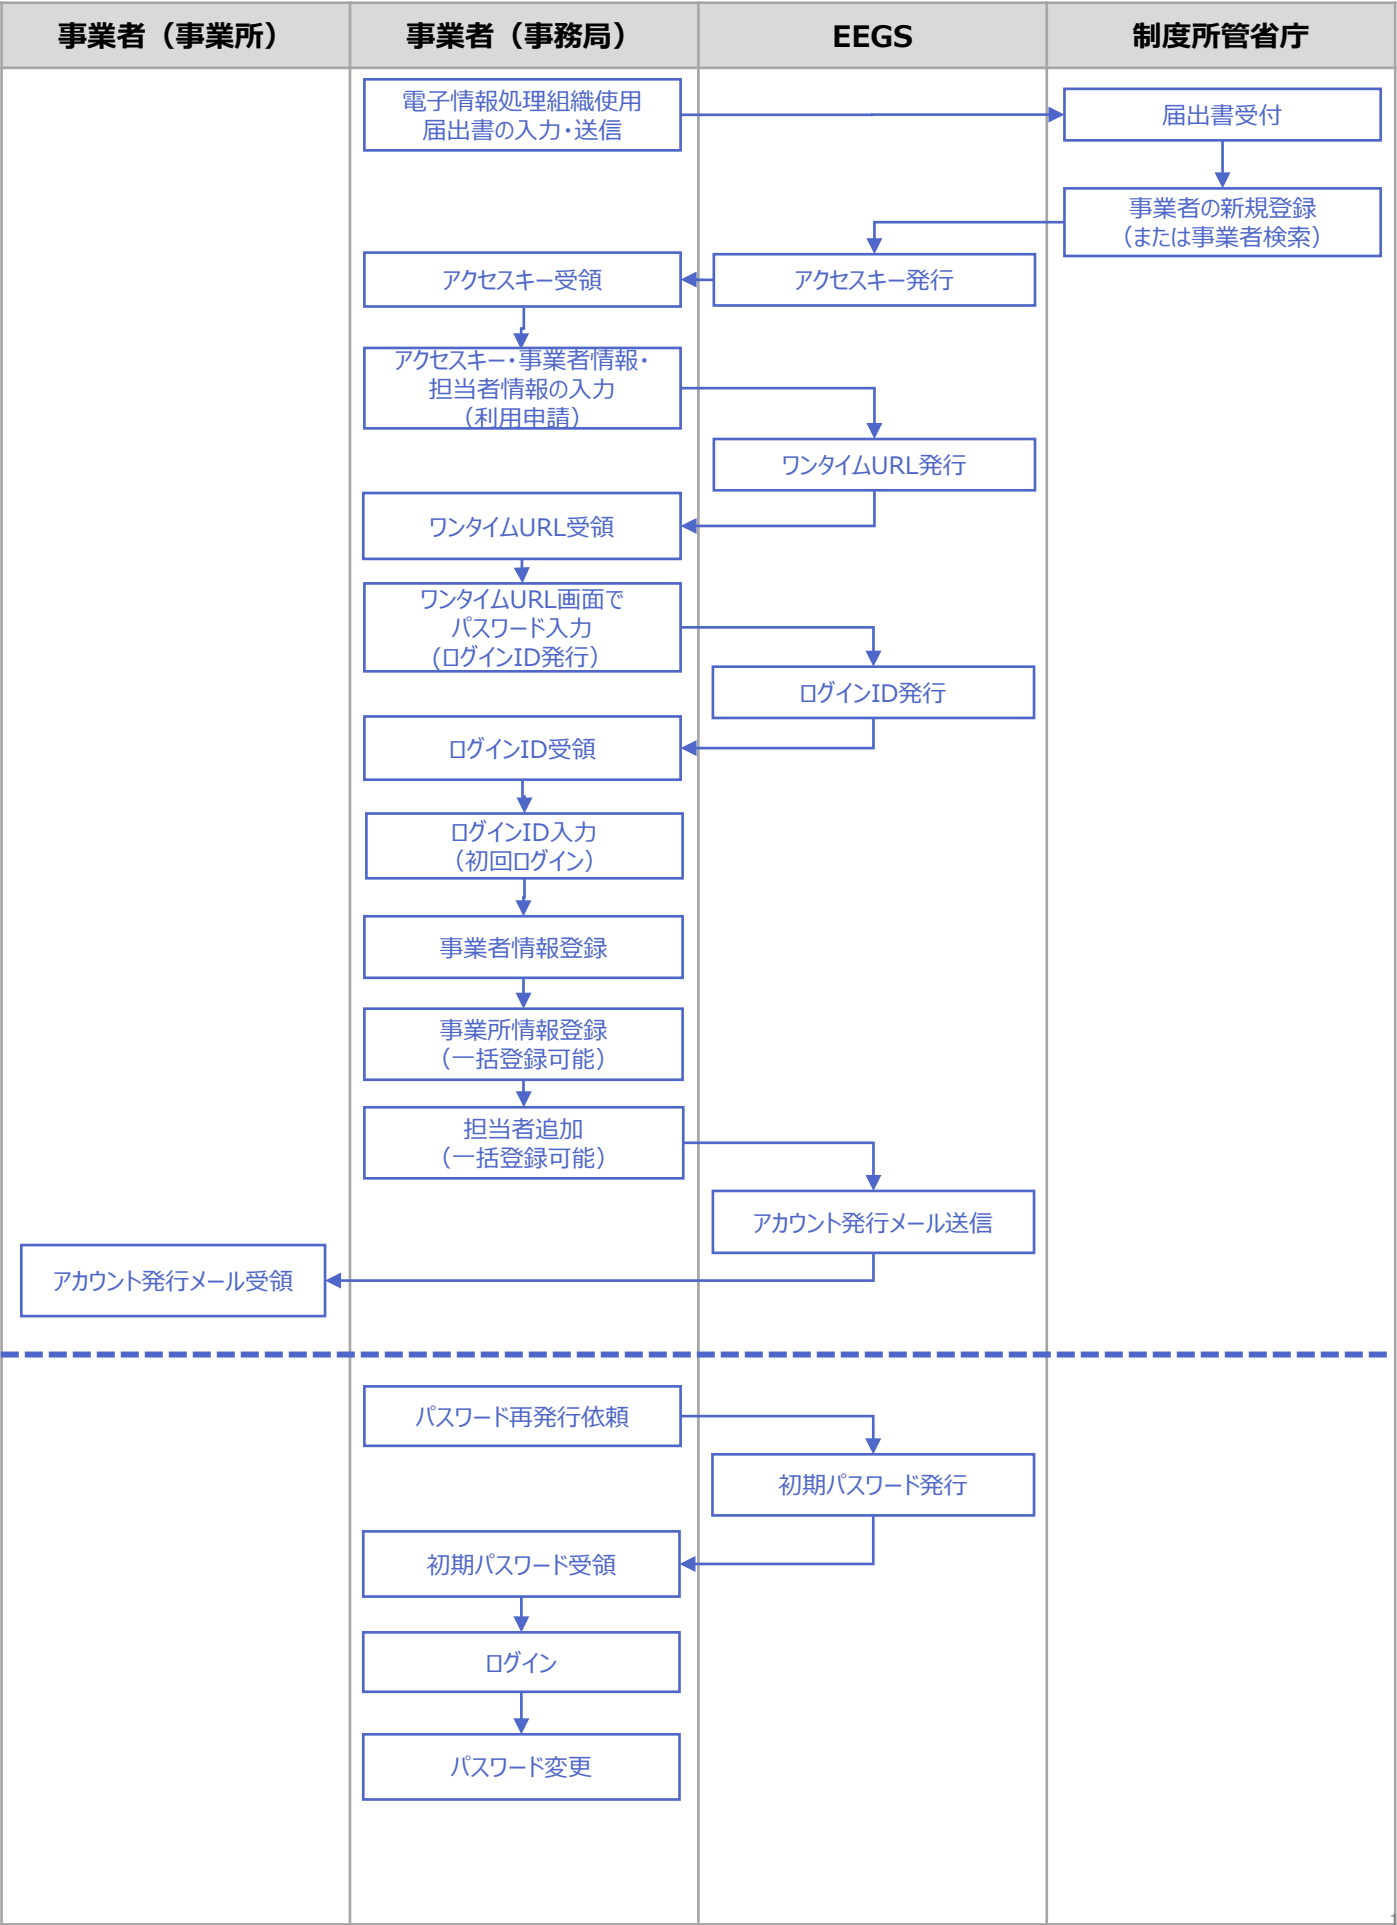 事業者（事業所）
事業者（事務局）
EEGS
制度所管省庁
電子情報処理組織使用
届出書の入力・送信
届出書受付
事業者の新規登録
（または事業者検索）
アクセスキー受領
アクセスキー発行
アクセスキー・事業者情報・
担当者情報の入力
（利用申請）
ワンタイムURL発行
ワンタイムURL受領
ワンタイムURL画面で
パスワード入力
(ログインID発行）
ログインID発行
ログインID受領
ログインID入力
（初回ログイン）
事業者情報登録
事業所情報登録
（一括登録可能）
担当者追加
（一括登録可能）
アカウント発行メール送信
アカウント発行メール受領
パスワード再発行依頼
初期パスワード発行
初期パスワード受領
ログイン
パスワード変更